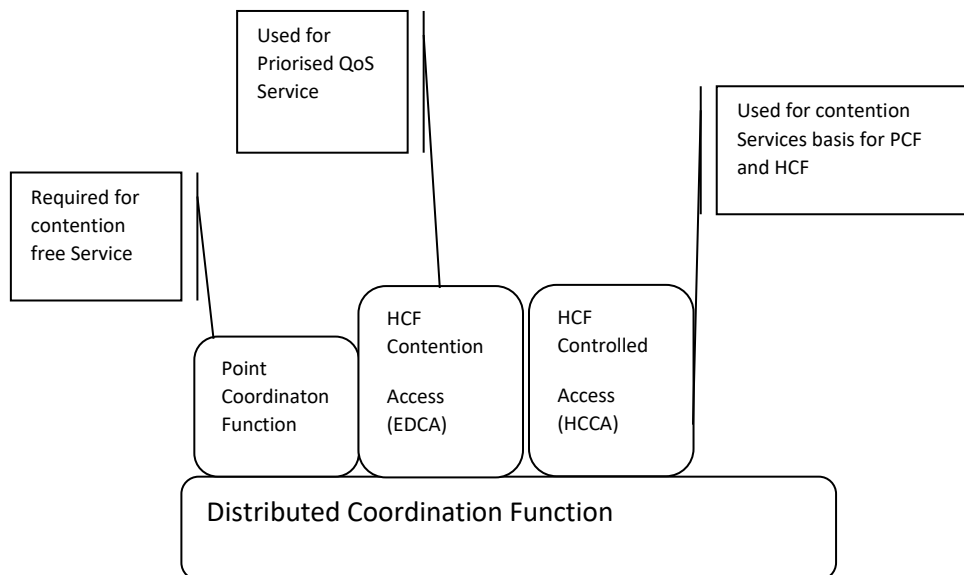 Used for
Priorised QoS
Service
Used for contention
Services basis for PCF
and HCF
Required for
contention
free Service
HCF
Contention
Access
(EDCA)
HCF
Controlled
Access
(HCCA)
Point
Coordinaton
Function
Distributed Coordination Function